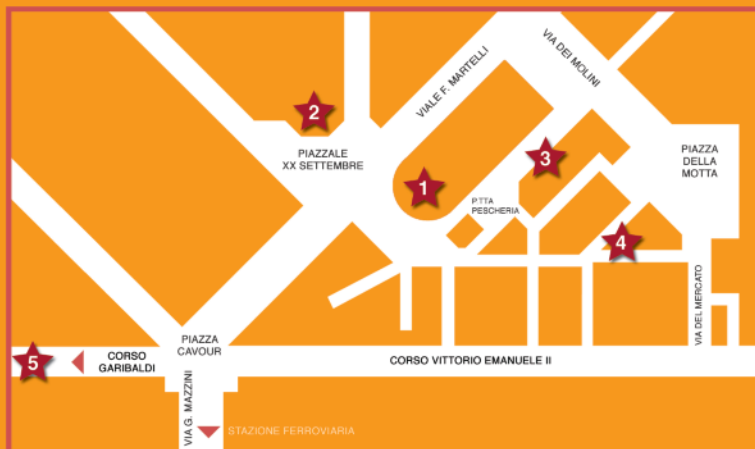 VIALE F. MARTELLI
VIA DEI MOLINI
2
PIAZZALE
XX SETTEMBRE
3
PIAZZA
DELLA
MOTTA
1
P.TTA
PESCHERIA
4
VIA DEL MERCATO
PIAZZA
CAVOUR
5
CORSO
GARIBALDI
CORSO VITTORIO EMANUELE II
VIA G. MAZZINI
STAZIONE FERROVIARIA